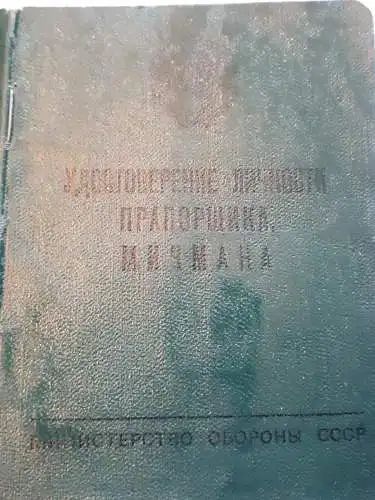 УДОСТОВЕРЕНИЕ ЛИЧНОСТИ
ПРАПОРЩИКА,
МИЧМАНА
МИНИСТЕРСТВО ОБОРОНЫ СССР